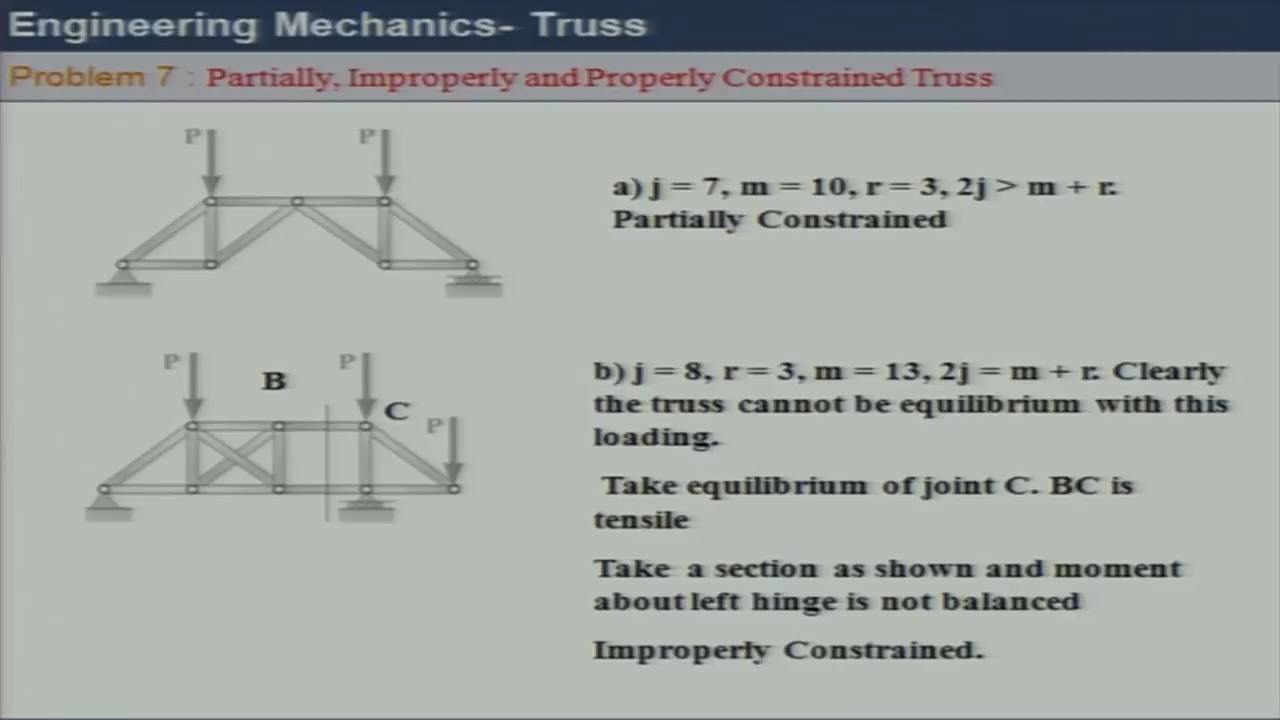 Engineering Mechanics- Truss
Problem 7 : Partially, Improperly and Properly Constrained Truss
P P
a) j = 7, m = 10, r = 3, 2j > m + r.
Partially Constrained
P B P C P
b) j = 8, r = 3, m = 13, 2j = m + r. Clearly
the truss cannot be equilibrium with this
loading.
Take equilibrium of joint C. BC is
tensile
Take a section as shown and moment
about left hinge is not balanced
Improperly Constrained.